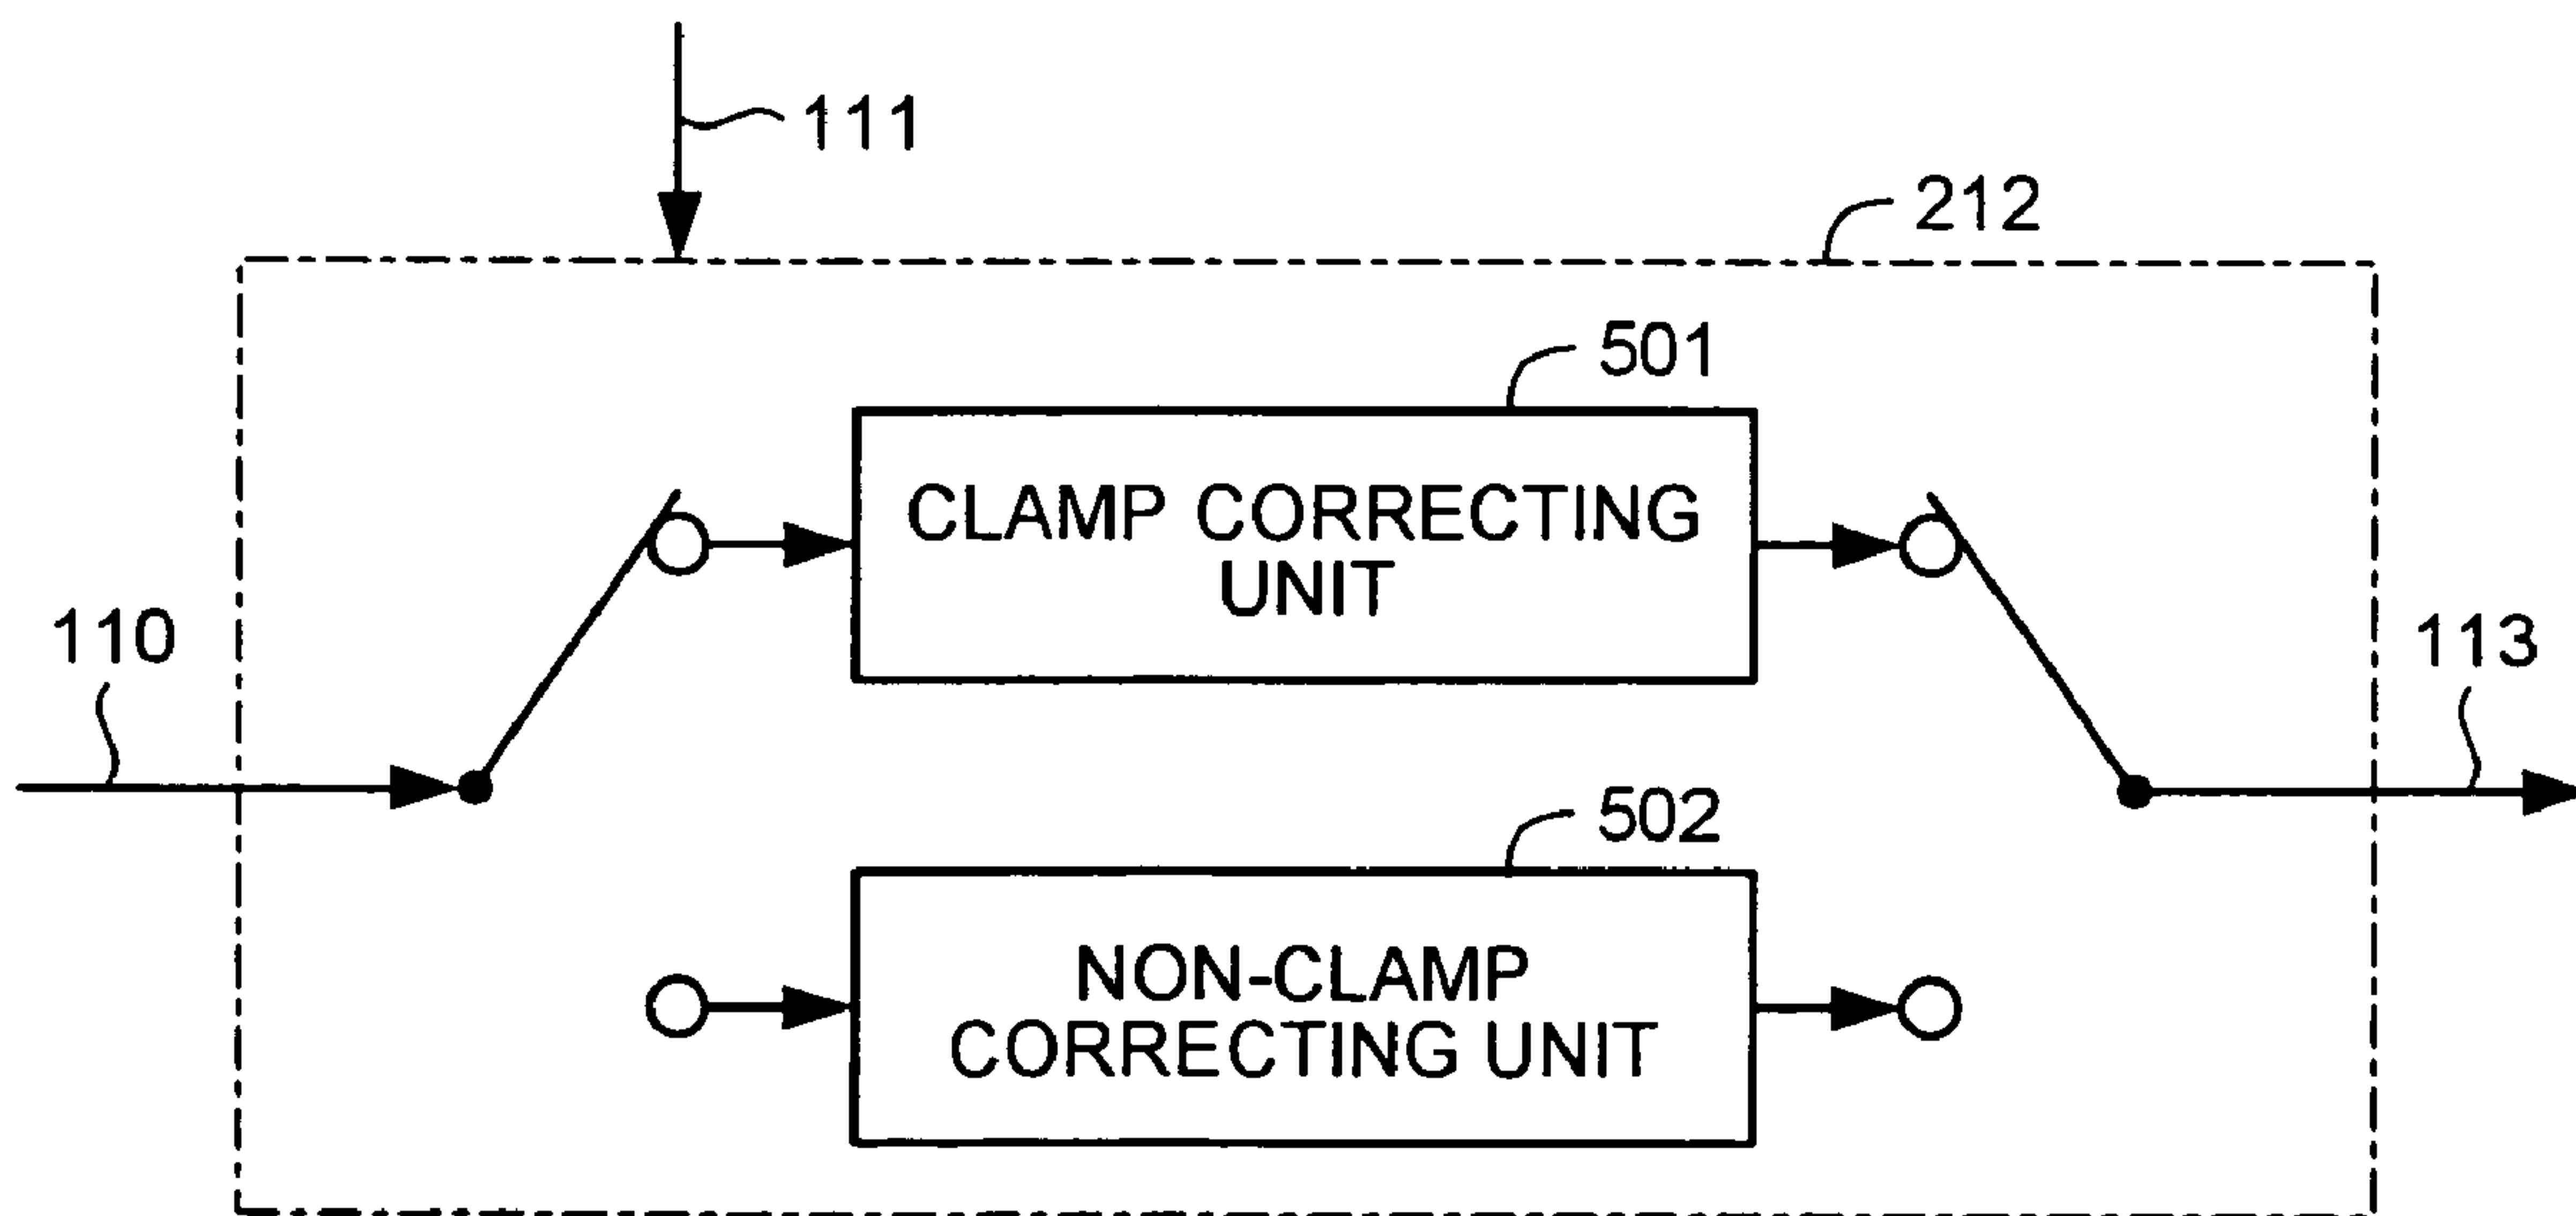 111
212
501
CLAMP CORRECTING
UNIT
110
113
502
NON-CLAMP
CORRECTING UNIT